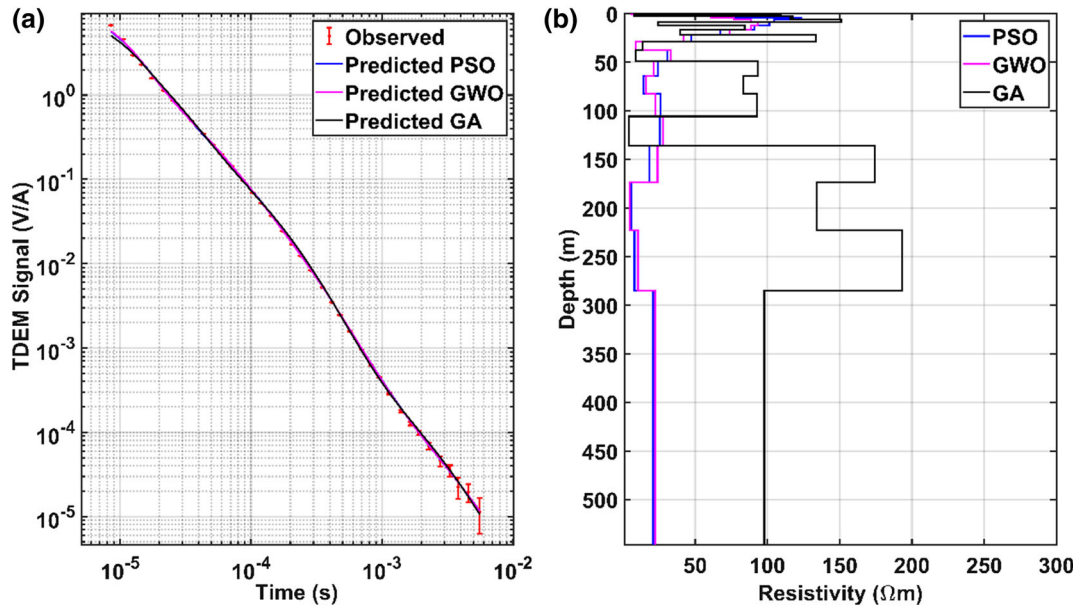 (a)
Observed
Predicted PSO
Predicted GWO
Predicted GA
TDEM Signal (V/A)
10^0
10^-1
10^-2
10^-3
10^-4
10^-5
10^-5
10^-4
10^-3
10^-2
Time (s)
(b)
PSO
GWO
GA
Depth (m)
0
50
100
150
200
250
300
350
400
450
500
50
100
150
200
250
300
Resistivity (Ωm)